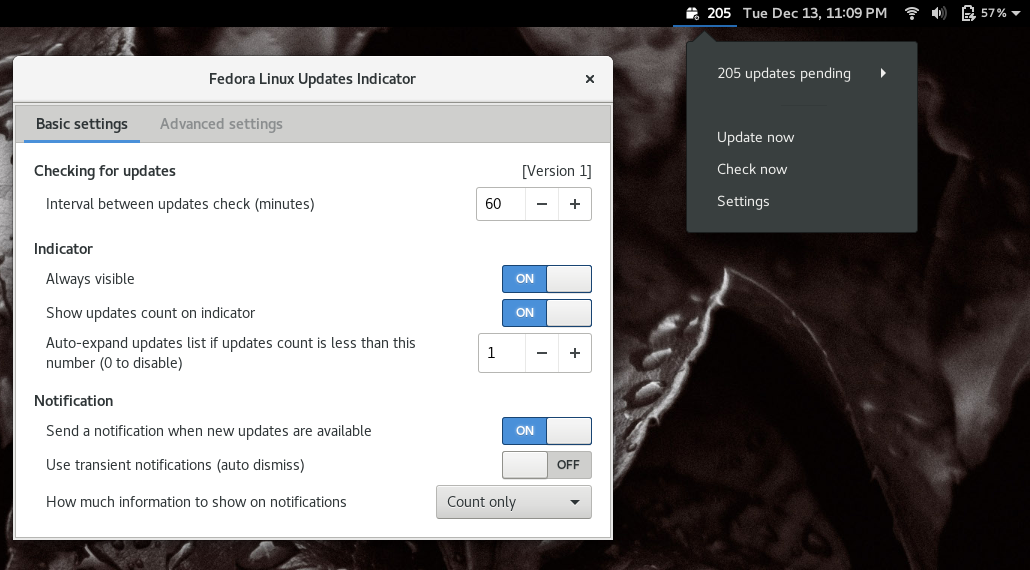 205 Tue Dec 13, 11:09 PM 57%
Fedora Linux Updates Indicator
205 updates pending
Update now
Check now
Settings
Basic settings Advanced settings
Checking for updates [Version 1]
Interval between updates check (minutes) 60
Indicator
Always visible ON
Show updates count on indicator ON
Auto-expand updates list if updates count is less than this
number (0 to disable) 1
Notification
Send a notification when new updates are available ON
Use transient notifications (auto dismiss) OFF
How much information to show on notifications Count only